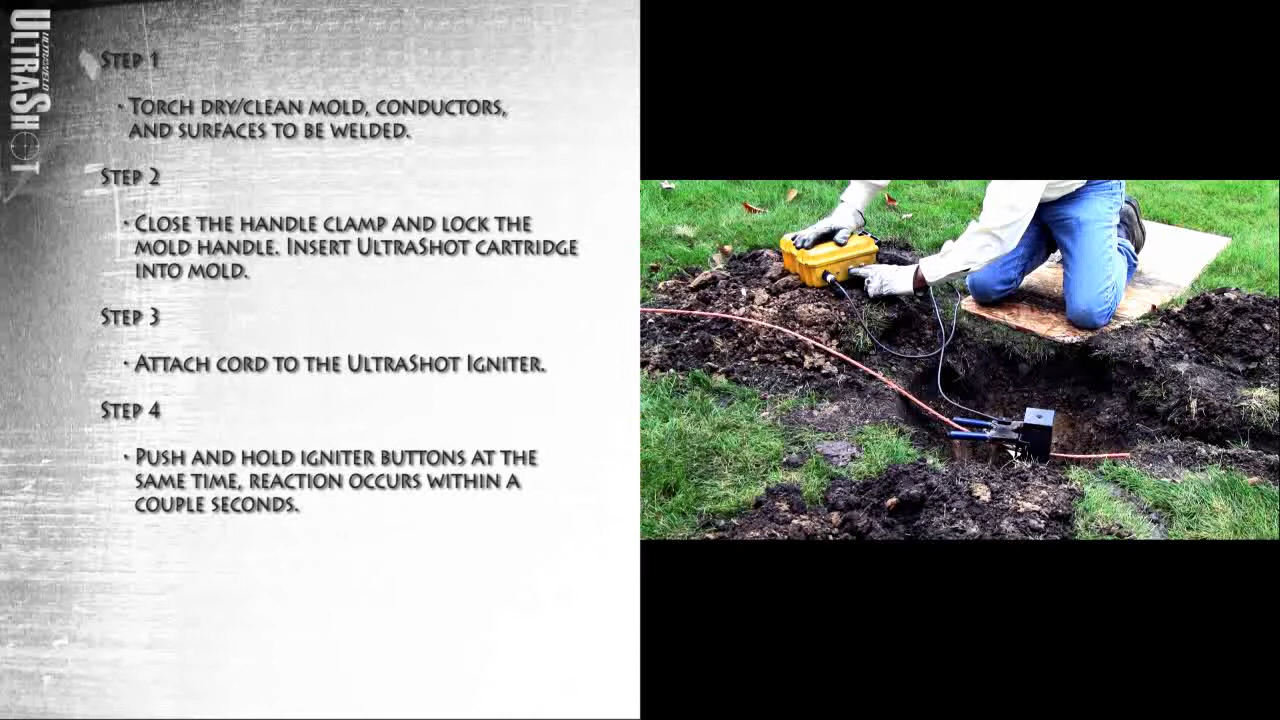 ULTRASHOT
ULTRAWELD
STEP 1
• TORCH DRY/CLEAN MOLD, CONDUCTORS,
AND SURFACES TO BE WELDED.
STEP 2
• CLOSE THE HANDLE CLAMP AND LOCK THE
MOLD HANDLE. INSERT ULTRASHOT CARTRIDGE
INTO MOLD.
STEP 3
• ATTACH CORD TO THE ULTRASHOT IGNITER.
STEP 4
• PUSH AND HOLD IGNITER BUTTONS AT THE
SAME TIME, REACTION OCCURS WITHIN A
COUPLE SECONDS.